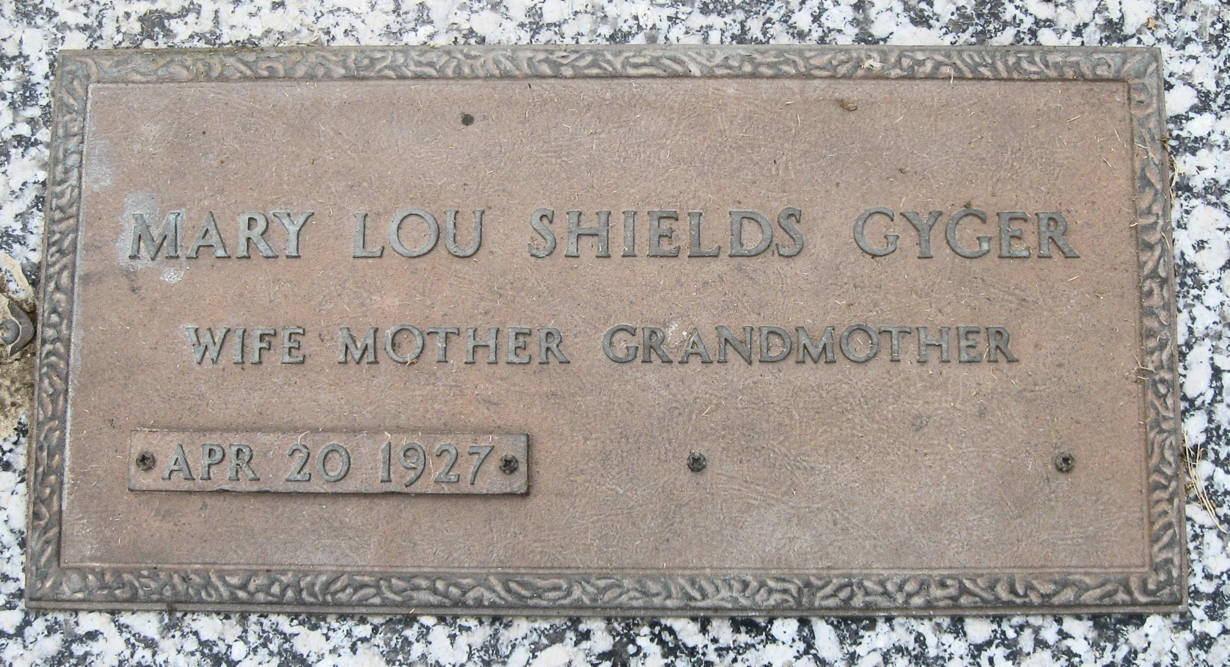 MARY LOU SHIELDS GYGER
WIFE MOTHER GRANDMOTHER
APR 20 1927